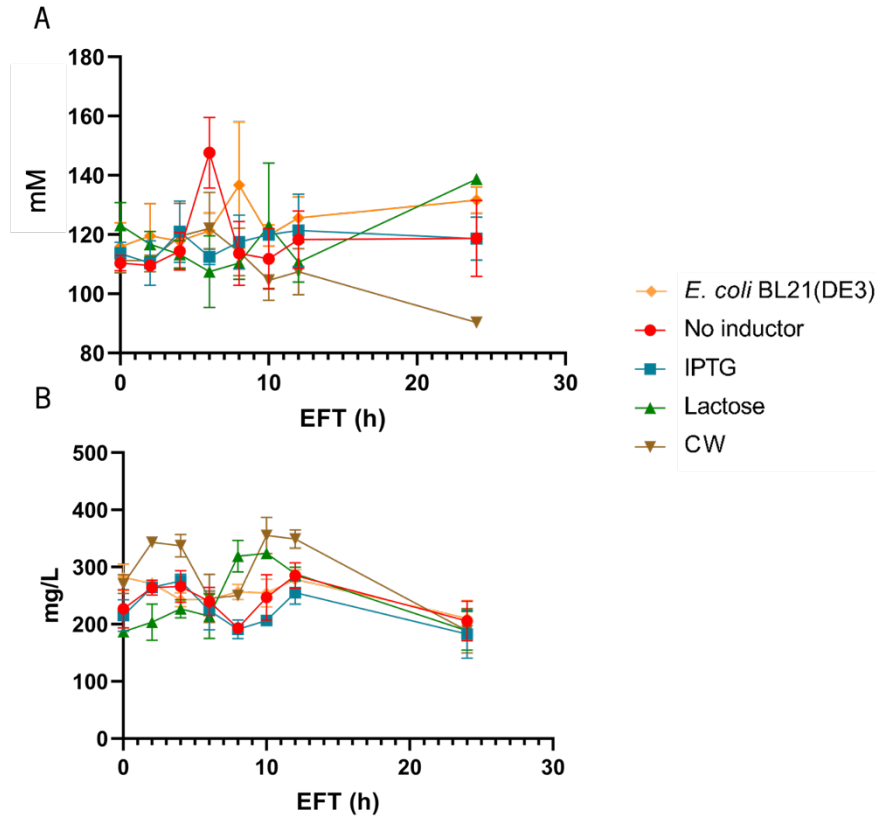 A
180
160
140
120
100
80
mM
0
10
20
30
EFT (h)
E. coli BL21(DE3)
No inductor
IPTG
Lactose
CW
B
500
400
300
200
100
0
mg/L
0
10
20
30
EFT (h)